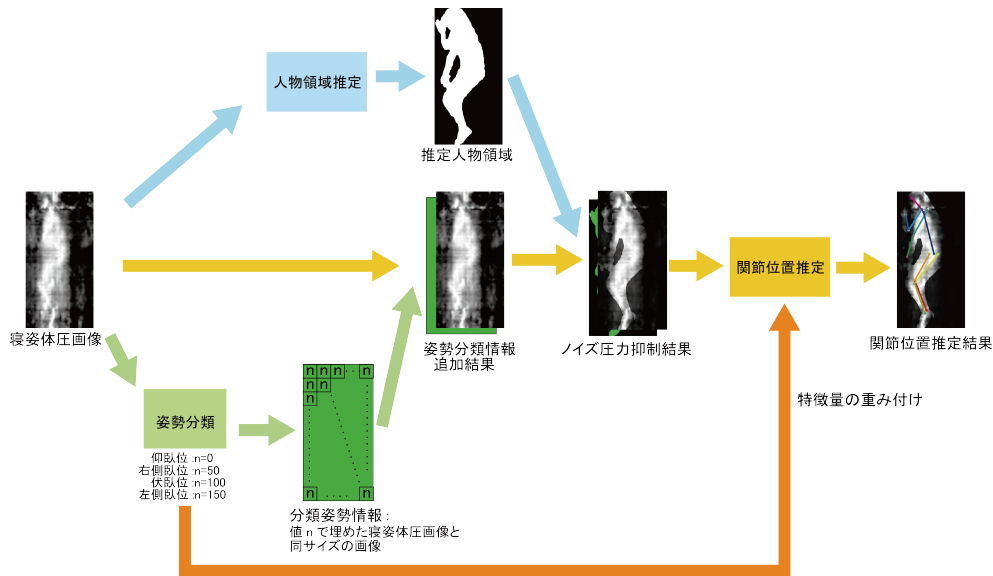 人物領域推定
推定人物領域
寝姿体圧画像
姿勢分類
仰臥位 :n=0
右側臥位 :n=50
伏臥位 :n=100
左側臥位 :n=150
n n n n
n n
n
n n
分類姿勢情報 :
値 n で埋めた寝姿体圧画像と
同サイズの画像
姿勢分類情報
追加結果
ノイズ圧力抑制結果
関節位置推定
関節位置推定結果
特徴量の重み付け